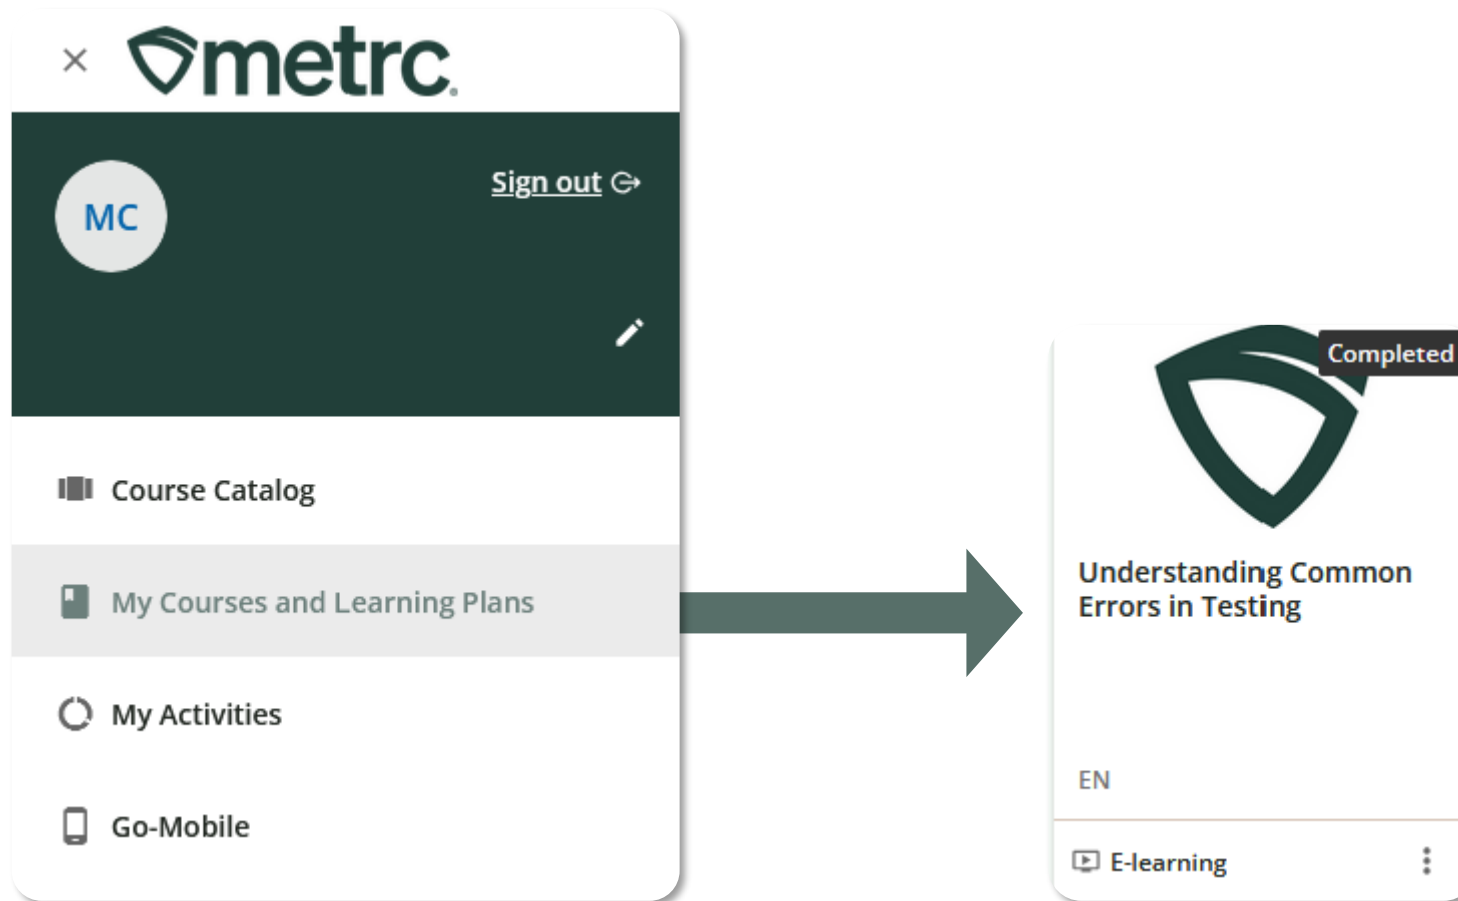 metrc
MC
Sign out
Course Catalog
My Courses and Learning Plans
My Activities
Go-Mobile
Completed
Understanding Common
Errors in Testing
EN
E-learning